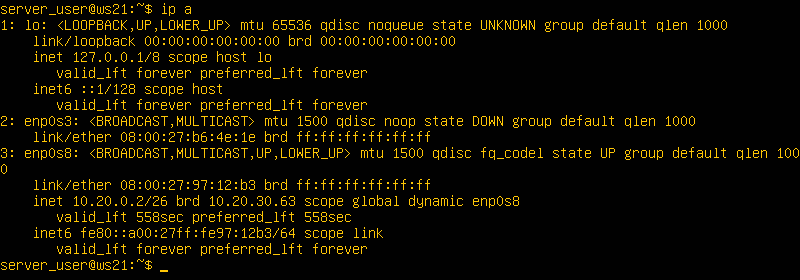 server_user@ws21:~$ ip a
1: lo: <LOOPBACK,UP,LOWER_UP> mtu 65536 qdisc noqueue state UNKNOWN group default qlen 1000
    link/loopback 00:00:00:00:00:00 brd 00:00:00:00:00:00
    inet 127.0.0.1/8 scope host lo
       valid_lft forever preferred_lft forever
    inet6 ::1/128 scope host
       valid_lft forever preferred_lft forever
2: enp0s3: <BROADCAST,MULTICAST> mtu 1500 qdisc noop state DOWN group default qlen 1000
    link/ether 08:00:27:b6:4e:1e brd ff:ff:ff:ff:ff:ff
3: enp0s8: <BROADCAST,MULTICAST,UP,LOWER_UP> mtu 1500 qdisc fq_codel state UP group default qlen 100
0
    link/ether 08:00:27:97:12:b3 brd ff:ff:ff:ff:ff:ff
    inet 10.20.0.2/26 brd 10.20.30.63 scope global dynamic enp0s8
       valid_lft 558sec preferred_lft 558sec
    inet6 fe80::a00:27ff:fe97:12b3/64 scope link
       valid_lft forever preferred_lft forever
server_user@ws21:~$ _